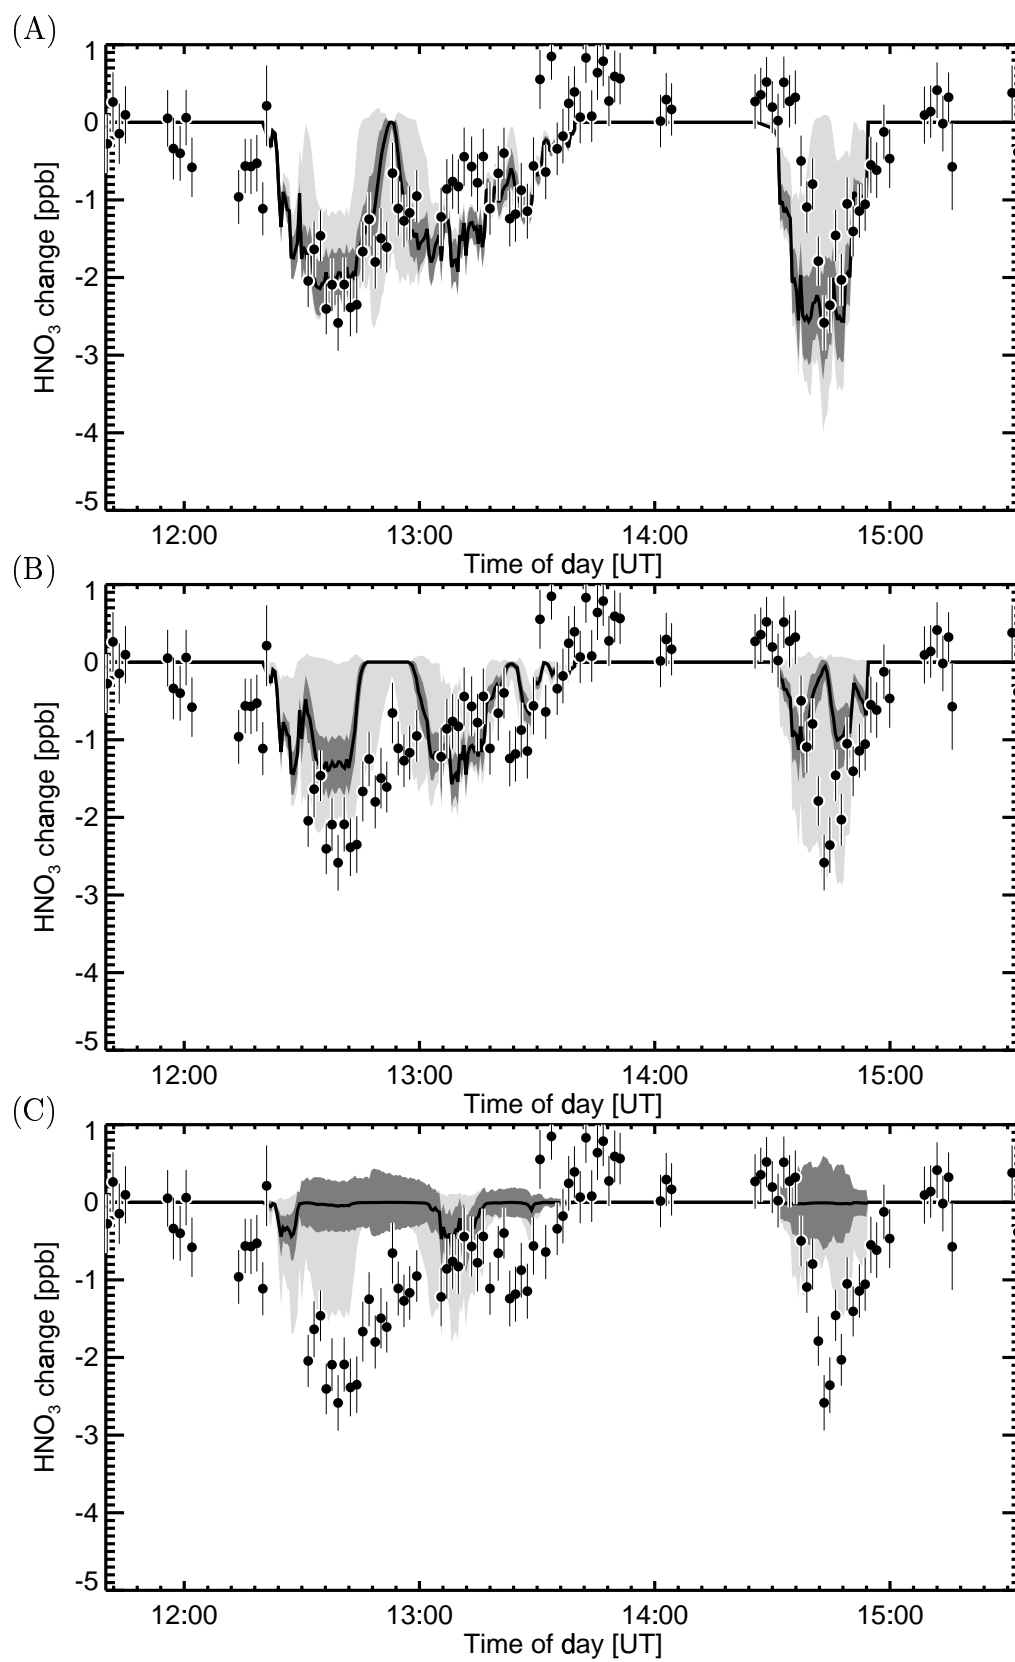 (A)
1
0
-1
-2
-3
-4
-5
HNO3 change [ppb]
12:00 13:00 14:00 15:00
Time of day [UT]
(B)
1
0
-1
-2
-3
-4
-5
HNO3 change [ppb]
12:00 13:00 14:00 15:00
Time of day [UT]
(C)
1
0
-1
-2
-3
-4
-5
HNO3 change [ppb]
12:00 13:00 14:00 15:00
Time of day [UT]